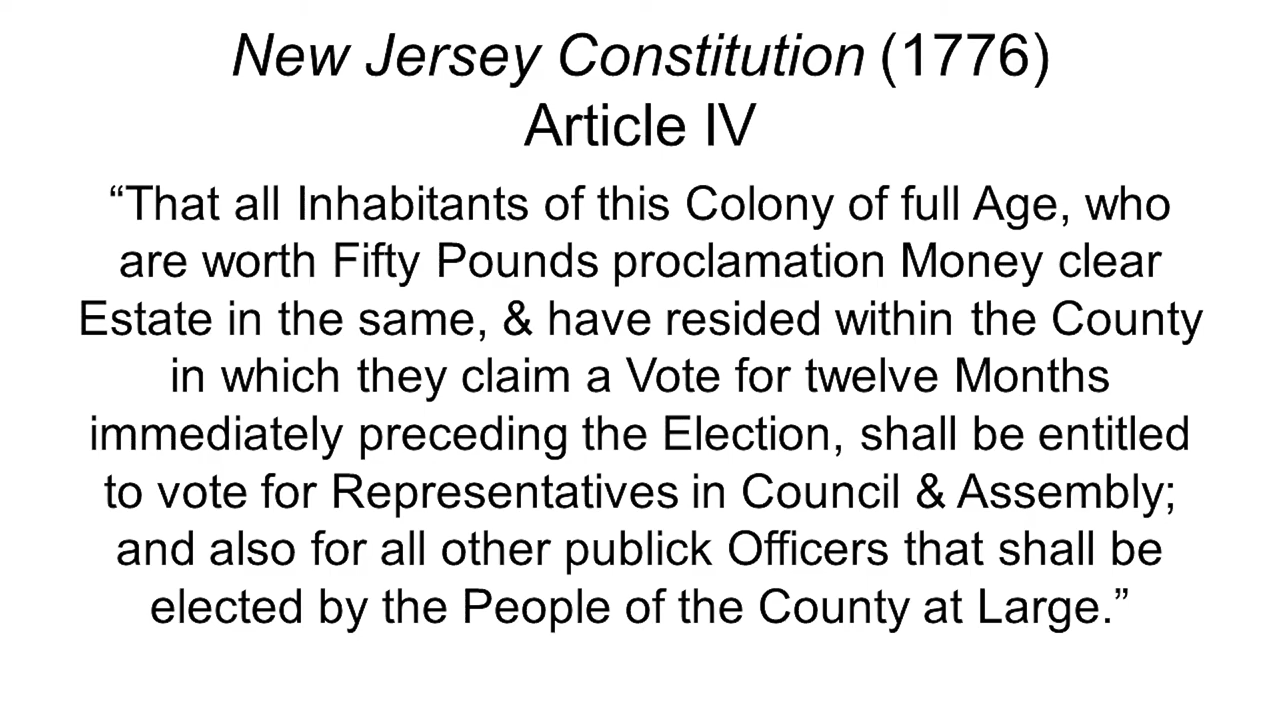 New Jersey Constitution (1776)
Article IV
“That all Inhabitants of this Colony of full Age, who
are worth Fifty Pounds proclamation Money clear
Estate in the same, & have resided within the County
in which they claim a Vote for twelve Months
immediately preceding the Election, shall be entitled
to vote for Representatives in Council & Assembly;
and also for all other publick Officers that shall be
elected by the People of the County at Large.”